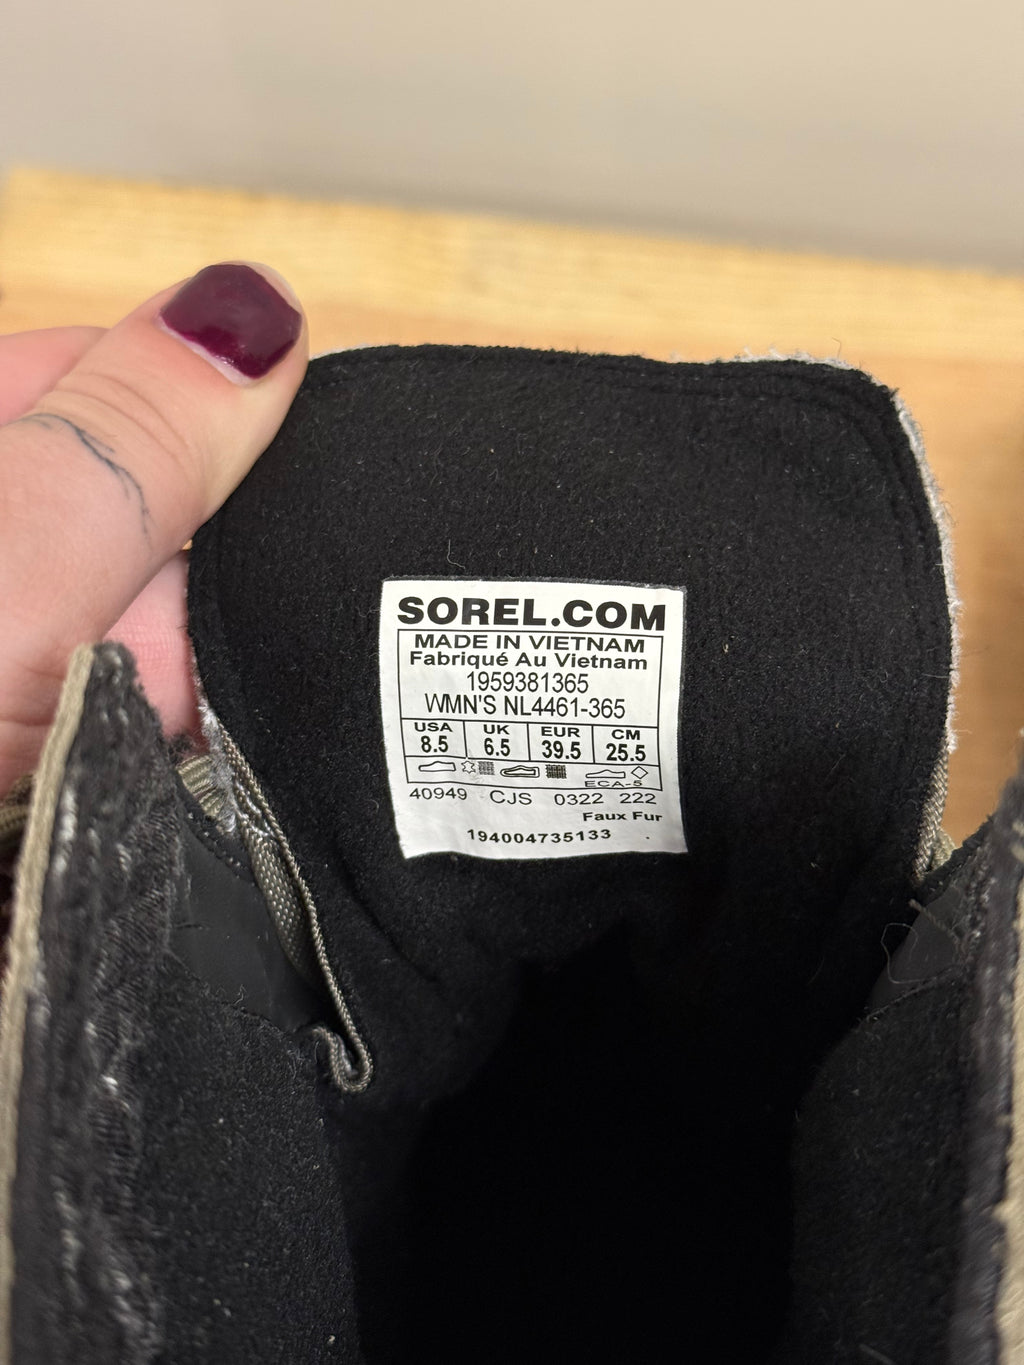 SOREL.COM
MADE IN VIETNAM
Fabriqué Au Vietnam
1959381365
WMN'S NL4461-365
USA UK EUR CM
8.5 6.5 39.5 25.5
ECA-5
40949 CJS 0322 222
Faux Fur
194004735133